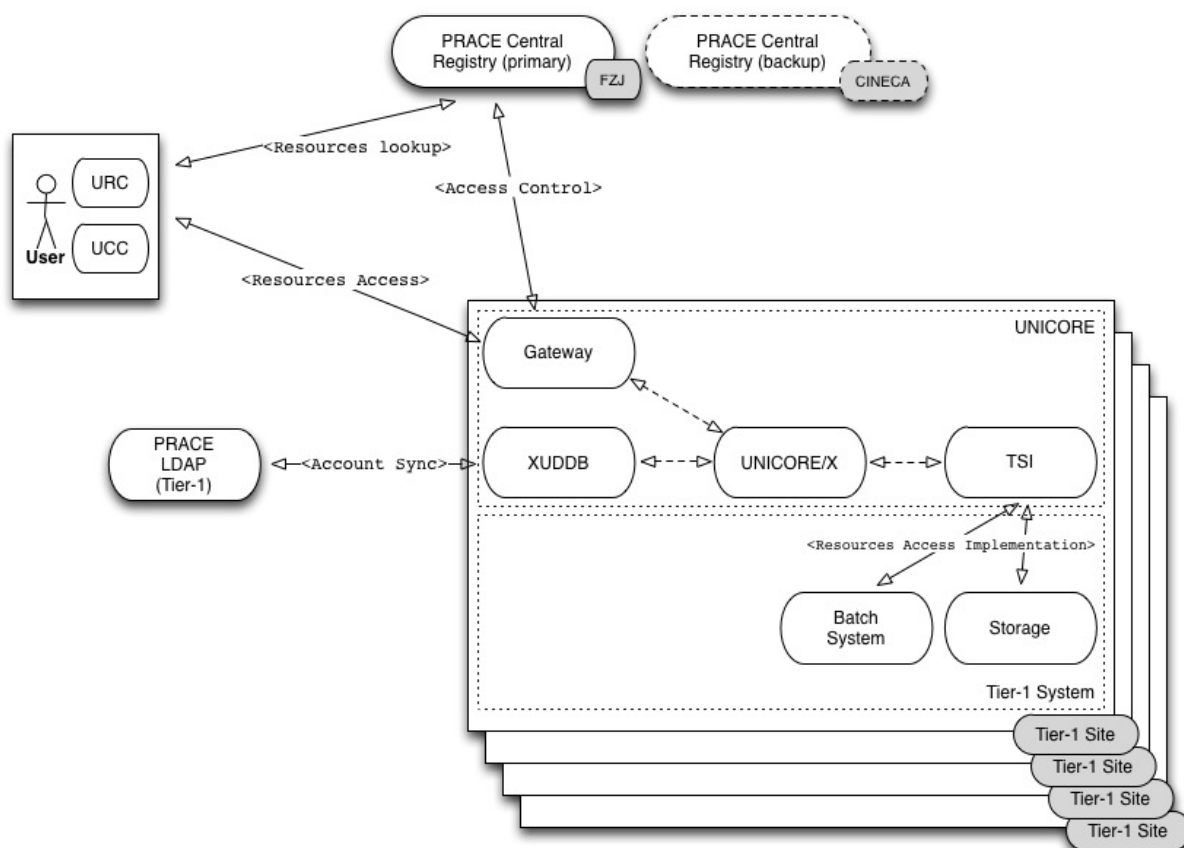 PRACE Central
Registry (primary)
FZJ
PRACE Central
Registry (backup)
CINECA
<Resources lookup>
<Access Control>
URC
UCC
User
<Resources Access>
UNICORE
Gateway
PRACE
LDAP
(Tier-1)
<Account Sync>
XUDDB
UNICORE/X
TSI
<Resources Access Implementation>
Batch
System
Storage
Tier-1 System
Tier-1 Site
Tier-1 Site
Tier-1 Site
Tier-1 Site